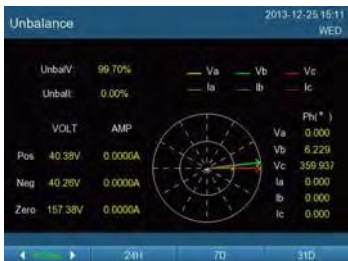 Unbalance
2013-12-25 15:11
WED
UnbalV: 99.70%
UnbalI: 0.00%
Va Vb Vc
Ia Ib Ic
VOLT AMP
Pos 40.38V 0.0000A
Neg 40.26V 0.0000A
Zero 157.38V 0.0000A
Ph(°)
Va 0.000
Vb 6.229
Vc 359.937
Ia 0.000
Ib 0.000
Ic 0.000
24H 7D 31D